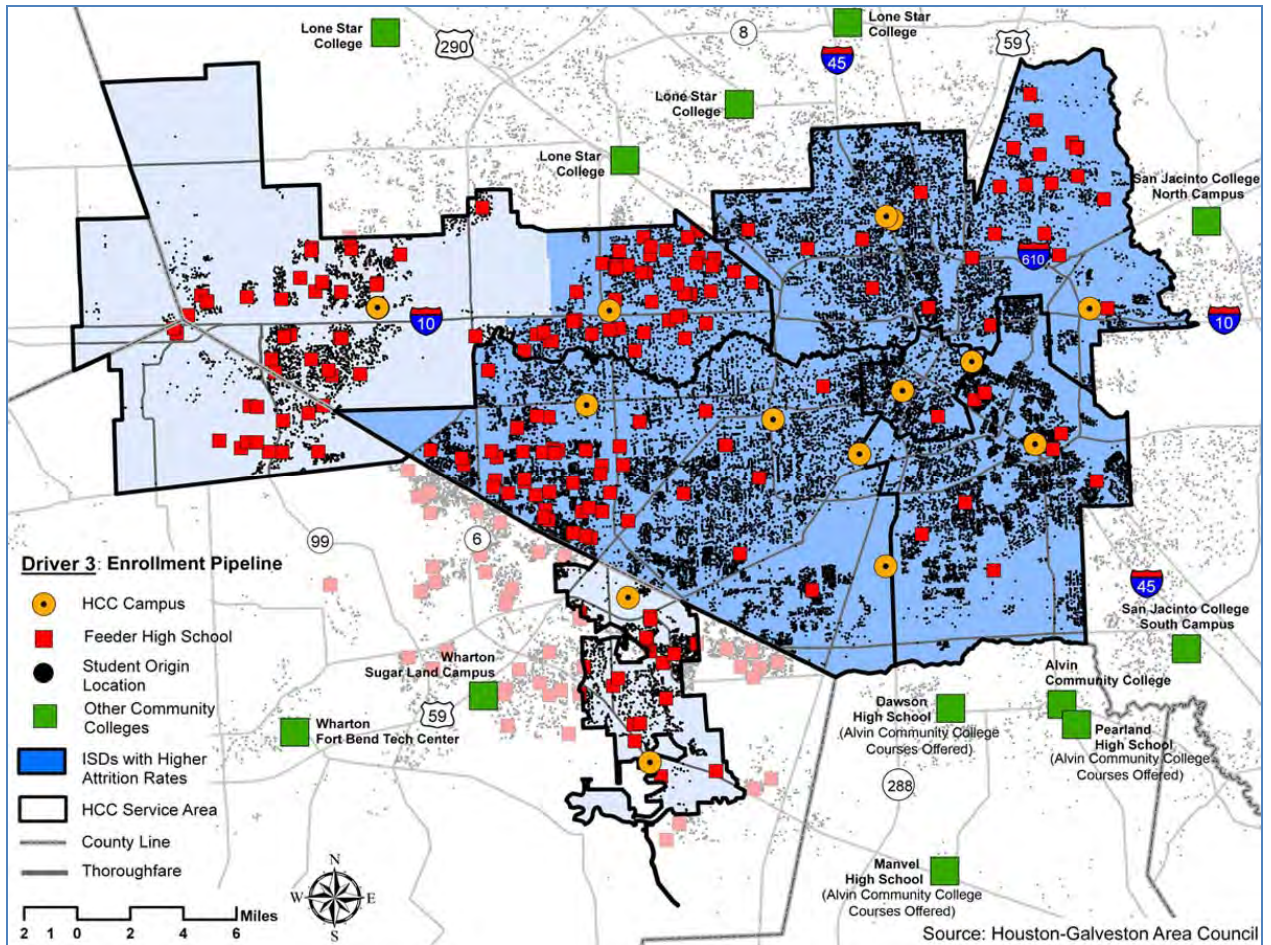 Lone Star
College
290
8
Lone Star
College
45
59
Lone Star
College
Lone Star
College
San Jacinto College
North Campus
610
10
10
99
6
Driver 3: Enrollment Pipeline
HCC Campus
Feeder High School
Student Origin
Location
Other Community
Colleges
ISDs with Higher
Attrition Rates
HCC Service Area
County Line
Thoroughfare
Miles
2 1 0 2 4 6
N
W E
S
Wharton
Sugar Land Campus
59
Wharton
Fort Bend Tech Center
45
San Jacinto College
South Campus
Alvin
Community College
Dawson
High School
(Alvin Community College
Courses Offered)
Pearland
High School
(Alvin Community College
Courses Offered)
288
Manvel
High School
(Alvin Community College
Courses Offered)
Source: Houston-Galveston Area Council